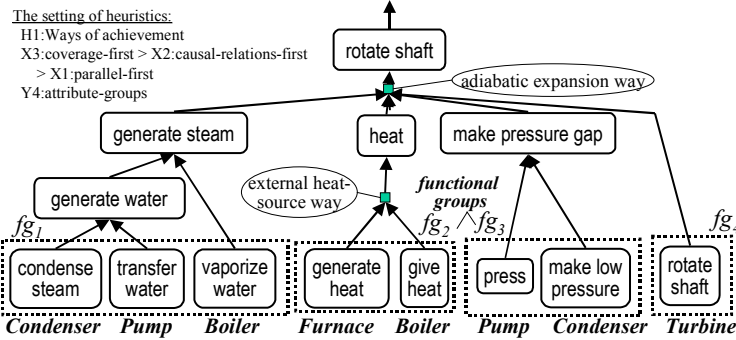 The setting of heuristics:
H1:Ways of achievement
X3:coverage-first > X2:causal-relations-first
> X1:parallel-first
Y4:attribute-groups
rotate shaft
adiabatic expansion way
generate steam
heat
make pressure gap
generate water
external heat-
source way
functional
groups
fg1
fg2
fg3
fg4
condense
steam
transfer
water
vaporize
water
generate
heat
give
heat
press
make low
pressure
rotate
shaft
Condenser Pump Boiler Furnace Boiler Pump Condenser Turbine